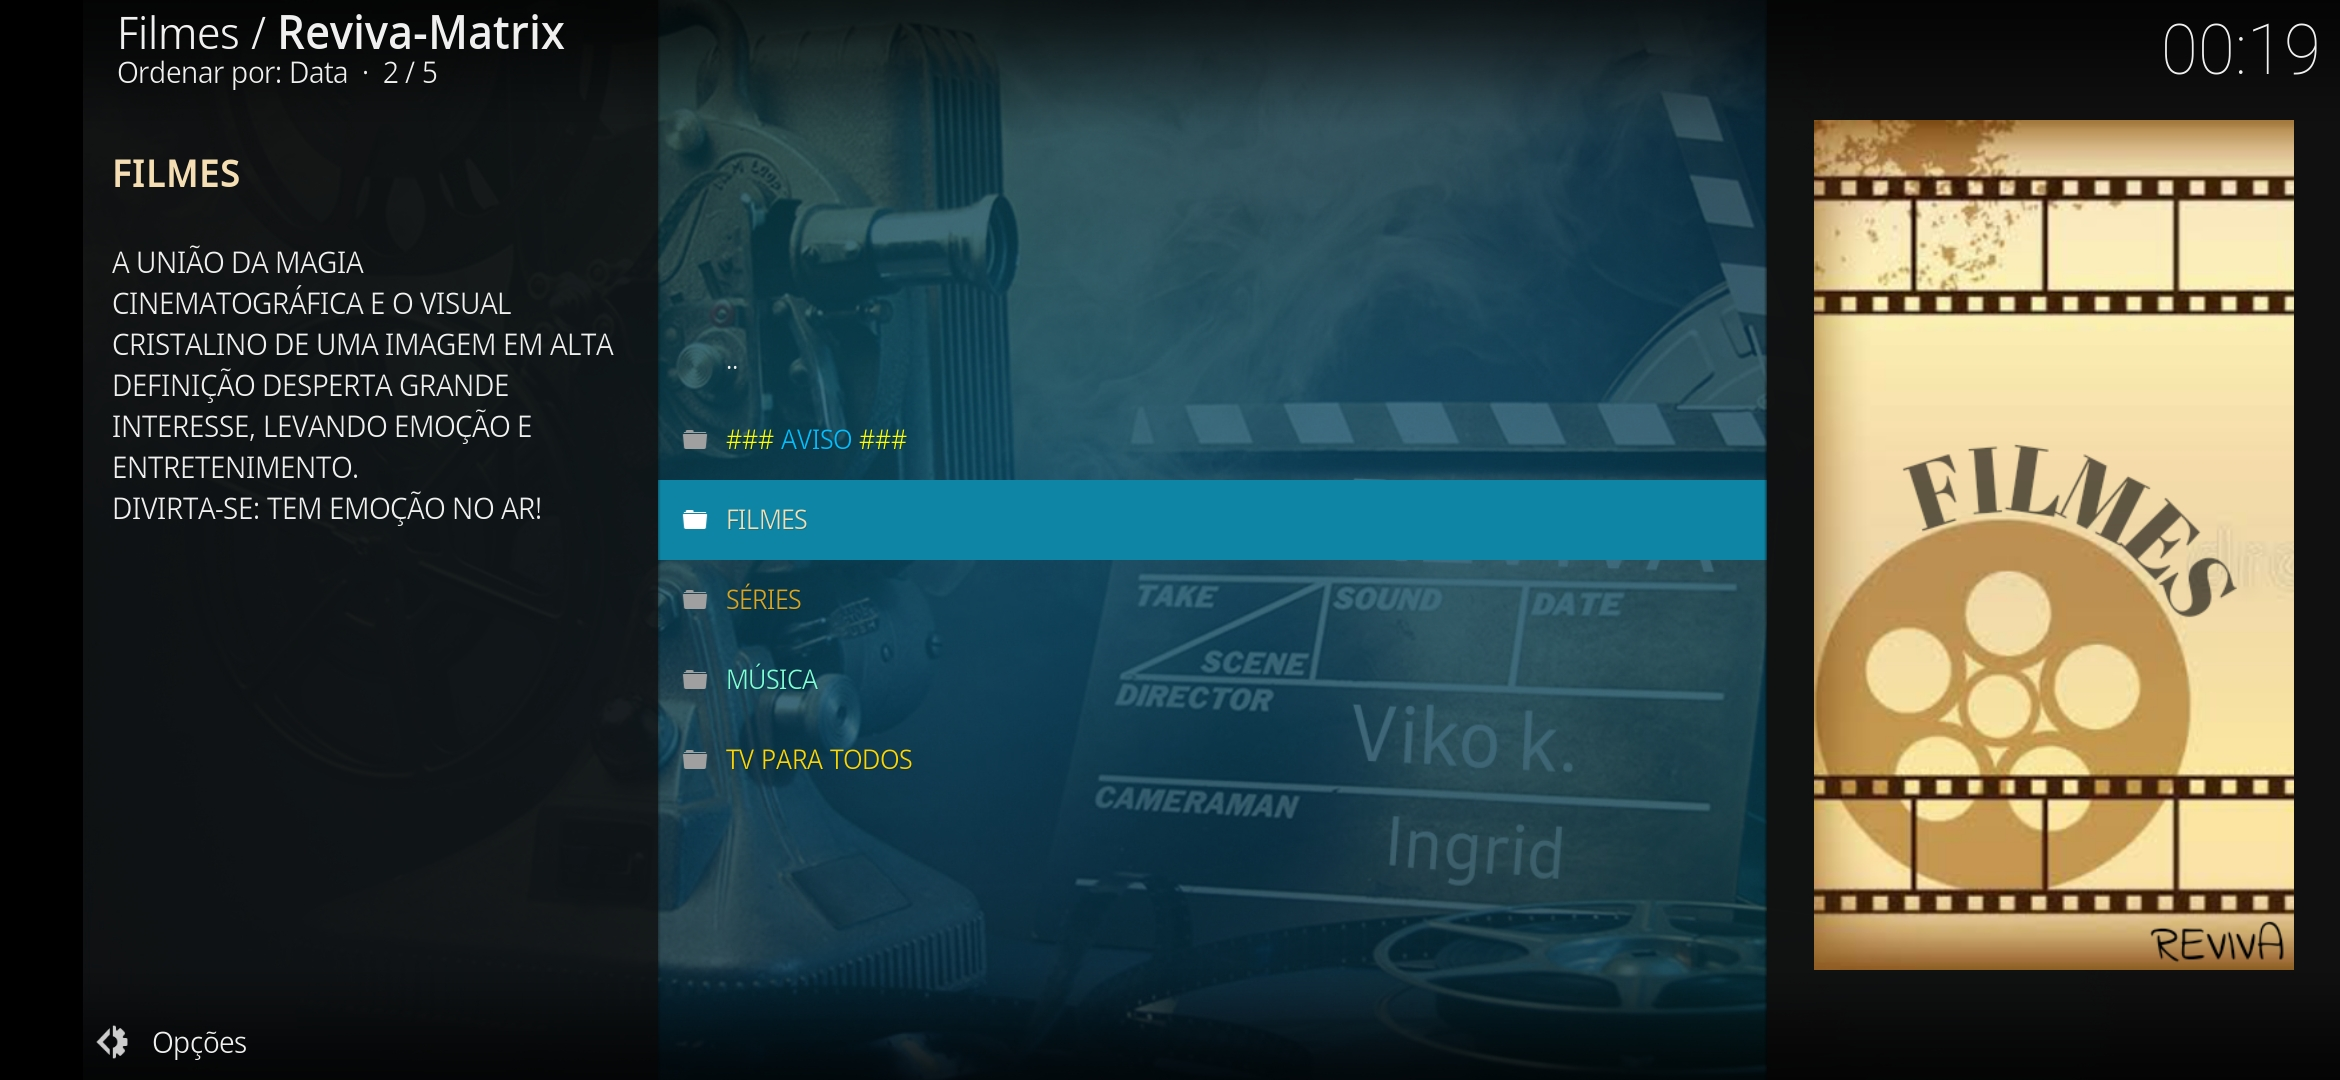 Filmes / Reviva-Matrix
Ordenar por: Data · 2 / 5
00:19
FILMES
A UNIÃO DA MAGIA
CINEMATOGRÁFICA E O VISUAL
CRISTALINO DE UMA IMAGEM EM ALTA
DEFINIÇÃO DESPERTA GRANDE
INTERESSE, LEVANDO EMOÇÃO E
ENTRETENIMENTO.
DIVIRTA-SE: TEM EMOÇÃO NO AR!
..
### AVISO ###
FILMES
SÉRIES
MÚSICA
TV PARA TODOS
TAKE SOUND DATE
SCENE
DIRECTOR
Viko k.
CAMERAMAN
Ingrid
FILMES
REVIVA
Opções